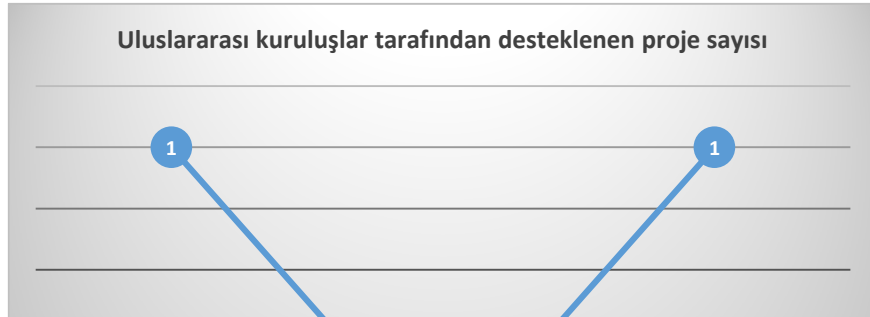 Uluslararası kuruluşlar tarafından desteklenen proje sayısı
1 1